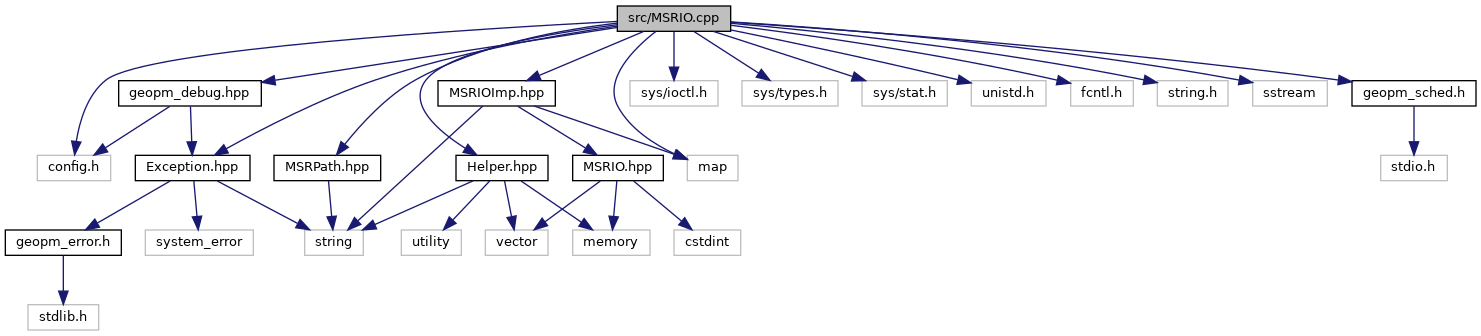 src/MSRIO.cpp
geopm_debug.hpp
MSRIOImp.hpp
sys/ioctl.h
sys/types.h
sys/stat.h
unistd.h
fcntl.h
string.h
sstream
geopm_sched.h
config.h
Exception.hpp
MSRPath.hpp
Helper.hpp
MSRIO.hpp
map
stdio.h
geopm_error.h
system_error
string
utility
vector
memory
cstdint
stdlib.h